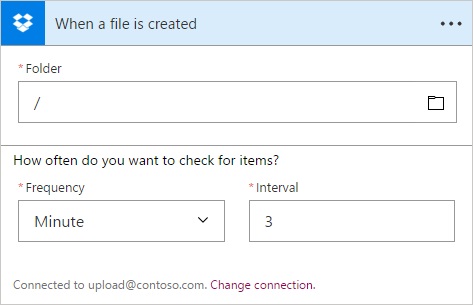 When a file is created
* Folder
/
How often do you want to check for items?
* Frequency
* Interval
Minute
3
Connected to upload@contoso.com. Change connection.